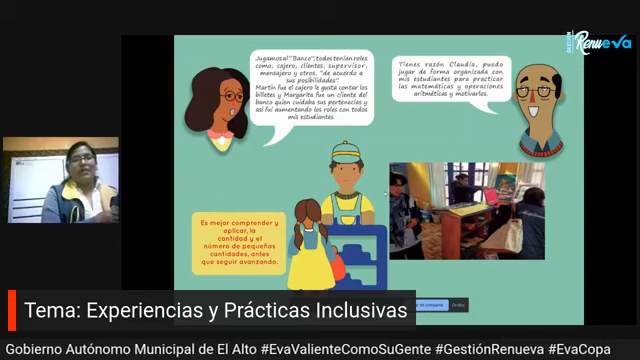 GESTIÓN
Renueva
Jugamos al "Banco", todos tenían roles
como; cajero, clientes, supervisor,
mensajero y otros, "de acuerdo a
sus posibilidades".
Martín fue el cajero le gusta contar los
billetes y Margarita fue un cliente del
banco quien cuidaba sus pertenecías y
así fui aumentando los roles con todos
mis estudiantes.
Tienes razón Claudia, puedo
jugar de forma organizada con
mis estudiantes para practicar
las matemáticas y operaciones
aritméticas y motivarlos.
Es mejor comprender y
aplicar, la
cantidad y el
número de pequeñas
cantidades, antes
que seguir avanzando.
Ocultar
Tema: Experiencias y Prácticas Inclusivas
Gobierno Autónomo Municipal de El Alto #EvaValienteComoSuGente #GestiónRenueva #EvaCopa